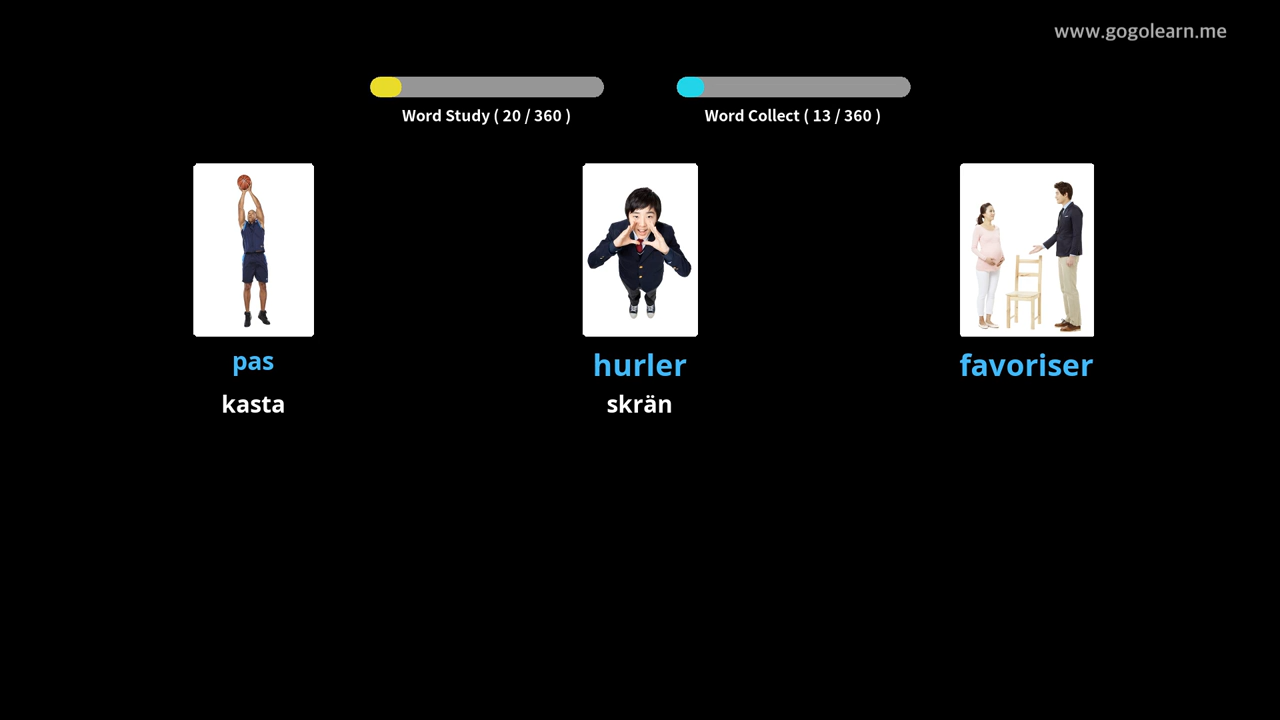 www.gogolearn.me
Word Study ( 20 / 360 )
Word Collect ( 13 / 360 )
pas
hurler
favoriser
kasta
skrän